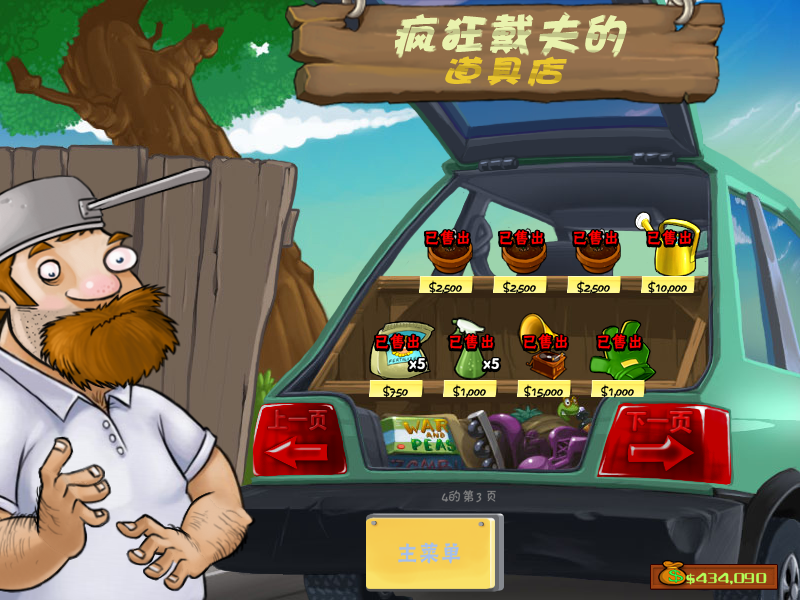 疯狂戴夫的
道具店
已售出 已售出 已售出 已售出
$2,500 $2,500 $2,500 $10,000
已售出 已售出 已售出 已售出
×5 ×5
$750 $1,000 $15,000 $1,000
WAR
AND
PEAS
上一页 下一页
4的第3页
主菜单
$ $434,090